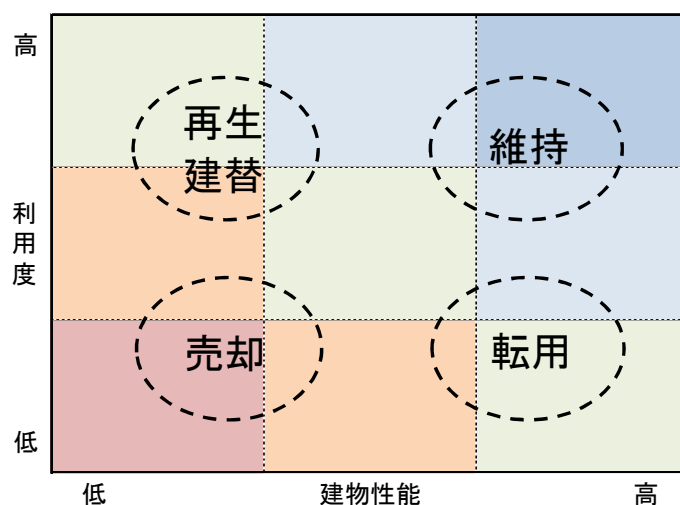 高
再生
建替
維持
利用度
売却
転用
低
低
建物性能
高